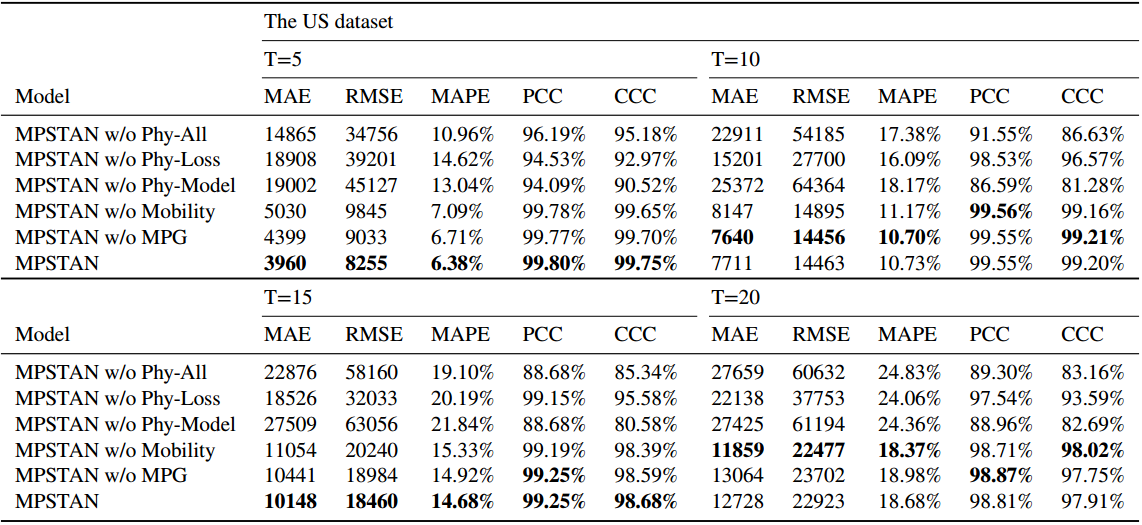 The US dataset
T=5 T=10
Model MAE RMSE MAPE PCC CCC MAE RMSE MAPE PCC CCC
MPSTAN w/o Phy-All 14865 34756 10.96% 96.19% 95.18% 22911 54185 17.38% 91.55% 86.63%
MPSTAN w/o Phy-Loss 18908 39201 14.62% 94.53% 92.97% 15201 27700 16.09% 98.53% 96.57%
MPSTAN w/o Phy-Model 19002 45127 13.04% 94.09% 90.52% 25372 64364 18.17% 86.59% 81.28%
MPSTAN w/o Mobility 5030 9845 7.09% 99.78% 99.65% 8147 14895 11.17% 99.56% 99.16%
MPSTAN w/o MPG 4399 9033 6.71% 99.77% 99.70% 7640 14456 10.70% 99.55% 99.21%
MPSTAN 3960 8255 6.38% 99.80% 99.75% 7711 14463 10.73% 99.55% 99.20%
T=15 T=20
Model MAE RMSE MAPE PCC CCC MAE RMSE MAPE PCC CCC
MPSTAN w/o Phy-All 22876 58160 19.10% 88.68% 85.34% 27659 60632 24.83% 89.30% 83.16%
MPSTAN w/o Phy-Loss 18526 32033 20.19% 99.15% 95.58% 22138 37753 24.06% 97.54% 93.59%
MPSTAN w/o Phy-Model 27509 63056 21.84% 88.68% 80.58% 27425 61194 24.36% 88.96% 82.69%
MPSTAN w/o Mobility 11054 20240 15.33% 99.19% 98.39% 11859 22477 18.37% 98.71% 98.02%
MPSTAN w/o MPG 10441 18984 14.92% 99.25% 98.59% 13064 23702 18.98% 98.87% 97.75%
MPSTAN 10148 18460 14.68% 99.25% 98.68% 12728 22923 18.68% 98.81% 97.91%